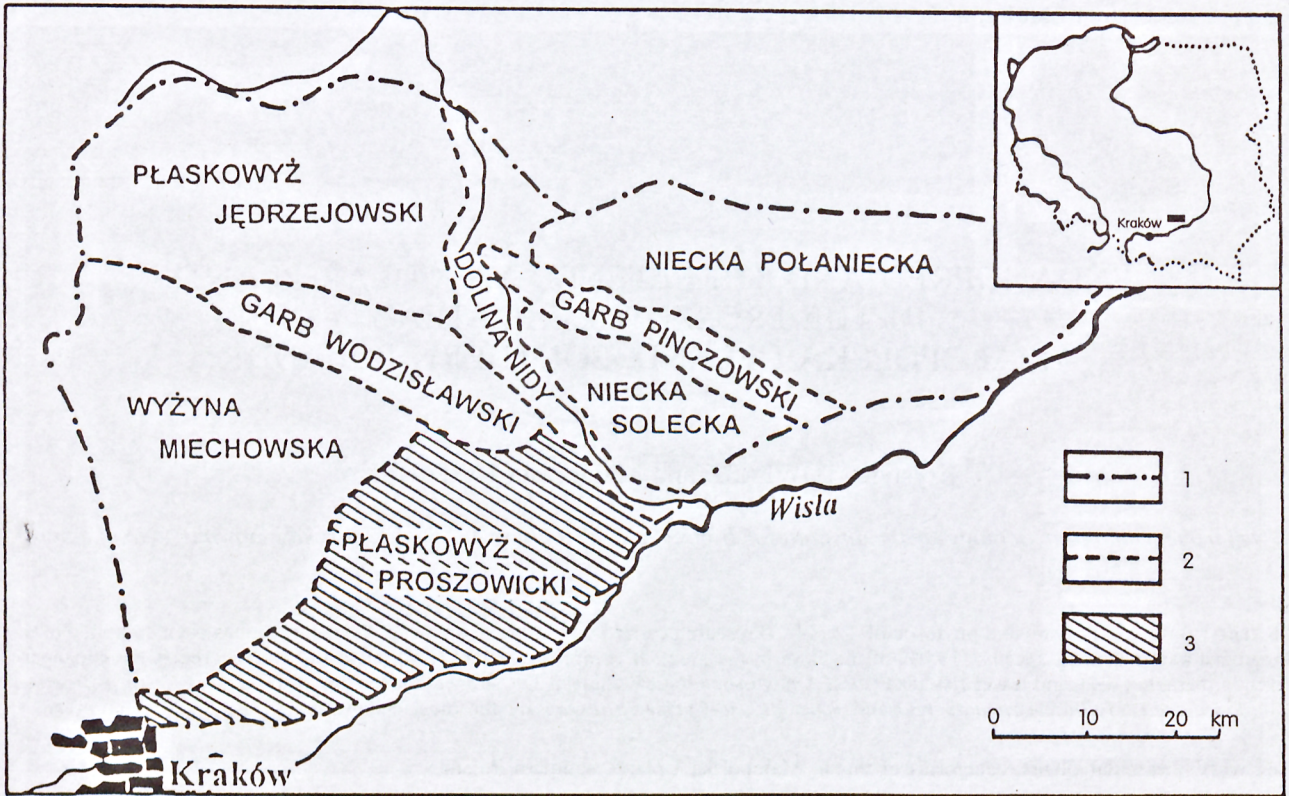 PŁASKOWYŻ
JĘDRZEJOWSKI
Kraków
NIECKA POŁANIECKA
DOLINA NIDY
GARB PINCZOWSKI
GARB WODZISŁAWSKI
NIECKA
SOLECKA
WYŻYNA
MIECHOWSKA
1
Wisła
PŁASKOWYŻ
PROSZOWICKI
2
3
0 10 20 km
Kraków